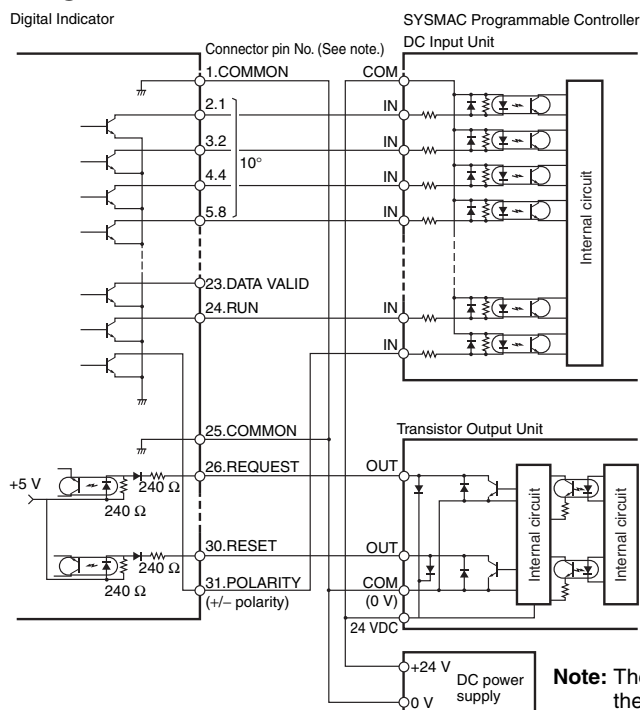 Digital Indicator
SYSMAC Programmable Controller
DC Input Unit
Connector pin No. (See note.)
1.COMMON
COM
2.1
IN
3.2
IN
10°
4.4
IN
5.8
IN
Internal circuit
23.DATA VALID
24.RUN
IN
IN
25.COMMON
Transistor Output Unit
26.REQUEST
OUT
+5 V
240 Ω
240 Ω
Internal circuit
Internal circuit
30.RESET
OUT
240 Ω
31.POLARITY
COM
(+/– polarity)
(0 V)
240 Ω
24 VDC
+24 V
DC power
supply
0 V
Note: The
the